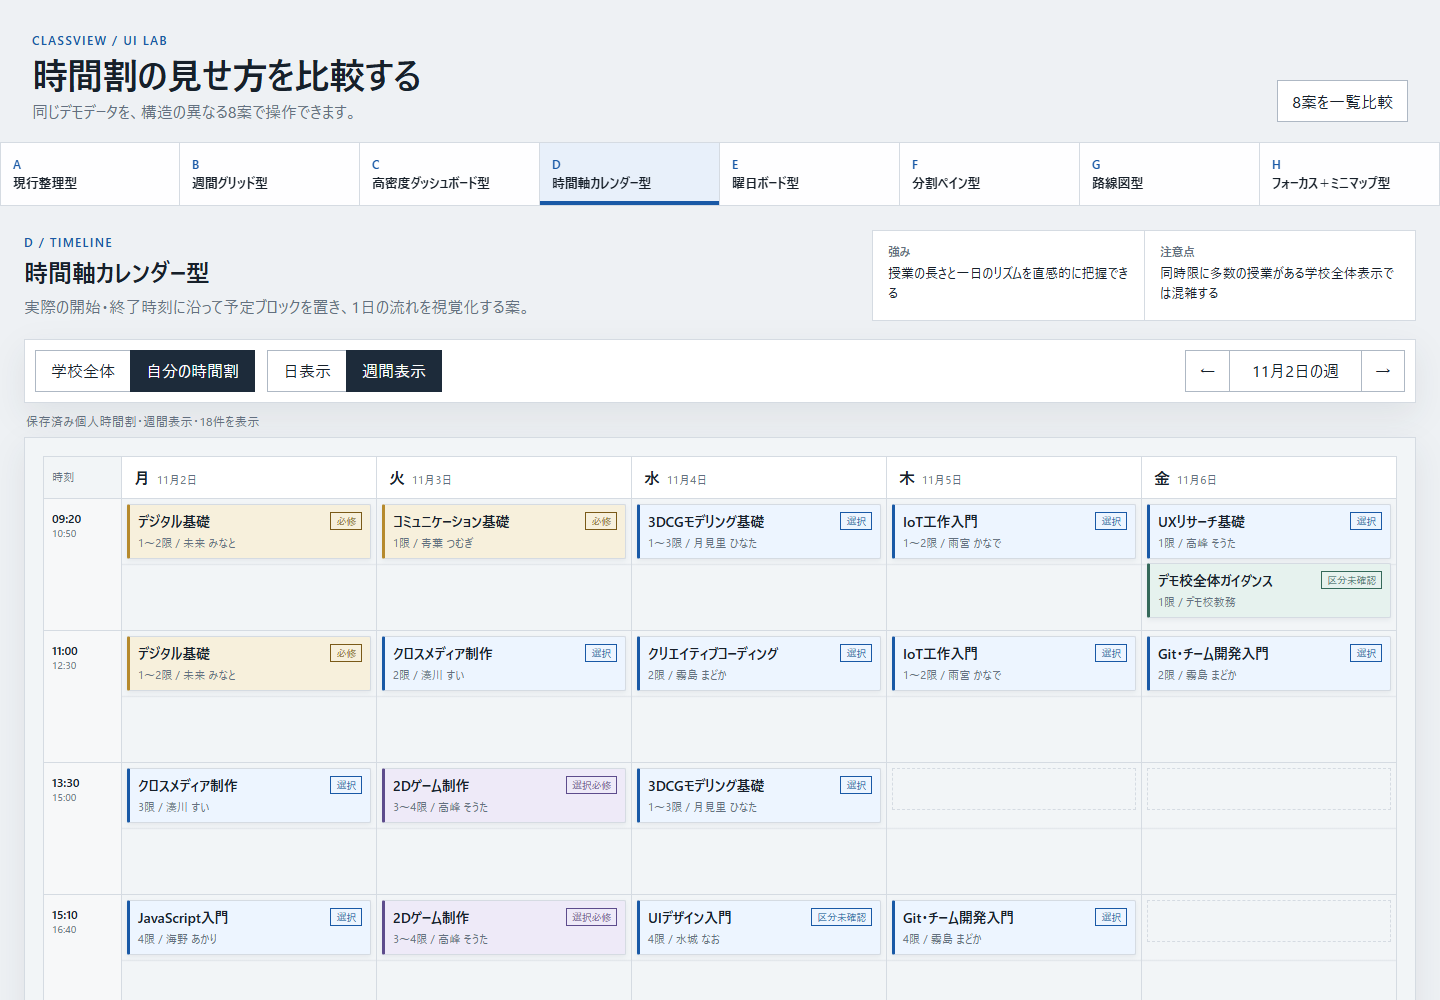 CLASSVIEW / UI LAB
時間割の見せ方を比較する
同じデモデータを、構造の異なる8案で操作できます。
8案を一覧比較
A
現行整理型
B
週間グリッド型
C
高密度ダッシュボード型
D
時間軸カレンダー型
E
曜日ボード型
F
分割ペイン型
G
路線図型
H
フォーカス＋ミニマップ型
D / TIMELINE
時間軸カレンダー型
実際の開始・終了時刻に沿って予定ブロックを置き、1日の流れを視覚化する案。
強み
授業の長さと一日のリズムを直感的に把握でき
る
注意点
同時限に多数の授業がある学校全体表示で
は混雑する
学校全体
自分の時間割
日表示
週間表示
←
11月2日の週
→
保存済み個人時間割・週間表示・18件を表示
時刻
月 11月2日
火 11月3日
水 11月4日
木 11月5日
金 11月6日
09:20
10:50
デジタル基礎
必修
1〜2限 / 未来 みなと
コミュニケーション基礎
必修
1限 / 青葉 つむぎ
3DCGモデリング基礎
選択
1〜3限 / 月見里 ひなた
IoT工作入門
選択
1〜2限 / 雨宮 かなで
UXリサーチ基礎
選択
1限 / 高峰 そうた
デモ校全体ガイダンス
区分未確認
1限 / デモ校教務
11:00
12:30
デジタル基礎
必修
1〜2限 / 未来 みなと
クロスメディア制作
選択
2限 / 湊川 すい
クリエイティブコーディング
選択
2限 / 霧島 まどか
IoT工作入門
選択
1〜2限 / 雨宮 かなで
Git・チーム開発入門
選択
2限 / 霧島 まどか
13:30
15:00
クロスメディア制作
選択
3限 / 湊川 すい
2Dゲーム制作
選択必修
3〜4限 / 高峰 そうた
3DCGモデリング基礎
選択
1〜3限 / 月見里 ひなた
15:10
16:40
JavaScript入門
選択
4限 / 海野 あかり
2Dゲーム制作
選択必修
3〜4限 / 高峰 そうた
UIデザイン入門
区分未確認
4限 / 水城 なお
Git・チーム開発入門
選択
4限 / 霧島 まどか